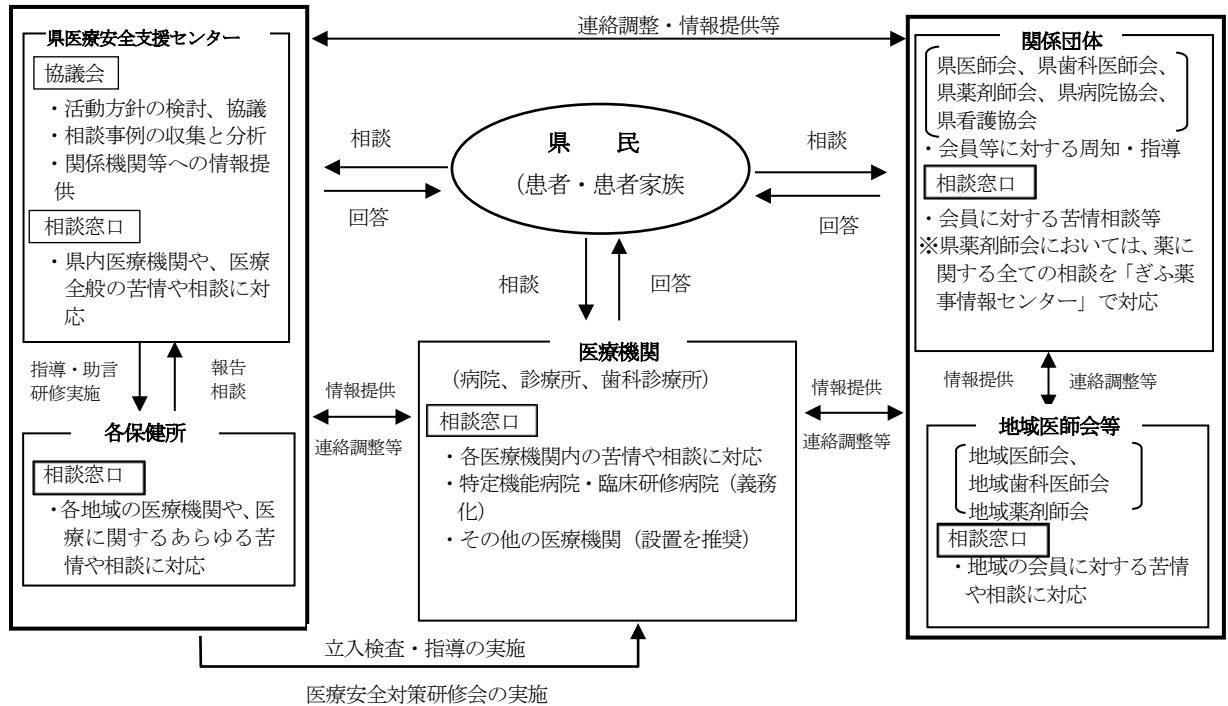 連絡調整・情報提供等
県医療安全支援センター
協議会
・活動方針の検討、協議
・相談事例の収集と分析
・関係機関等への情報提
供
相談窓口
・県内医療機関や、医療
全般の苦情や相談に対
応
指導・助言
研修実施
報告
相談
各保健所
相談窓口
・各地域の医療機関や、医
療に関するあらゆる苦
情や相談に対応
相談
回答
県　民
(患者・患者家族
相談
回答
相談
回答
医療機関
(病院、診療所、歯科診療所)
相談窓口
・各医療機関内の苦情や相談に対応
・特定機能病院・臨床研修病院（義務
化）
・その他の医療機関（設置を推奨）
情報提供
連絡調整等
情報提供
連絡調整等
関係団体
県医師会、県歯科医師会、
県薬剤師会、県病院協会、
県看護協会
・会員等に対する周知・指導
相談窓口
・会員に対する苦情相談等
※県薬剤師会においては、薬に
関する全ての相談を「ぎふ薬
事情報センター」で対応
情報提供
連絡調整等
地域医師会等
地域医師会、
地域歯科医師会
地域薬剤師会
相談窓口
・地域の会員に対する苦情
や相談に対応
立入検査・指導の実施
医療安全対策研修会の実施